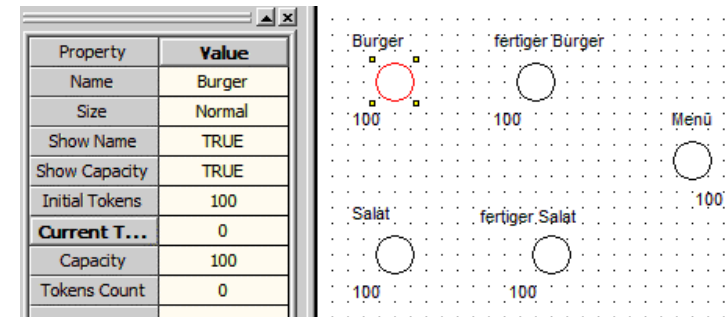 Property Value
Name Burger
Size Normal
Show Name TRUE
Show Capacity TRUE
Initial Tokens 100
Current T... 0
Capacity 100
Tokens Count 0
Burger fertiger Burger
100 100
Menü
100
Salat fertiger Salat
100 100